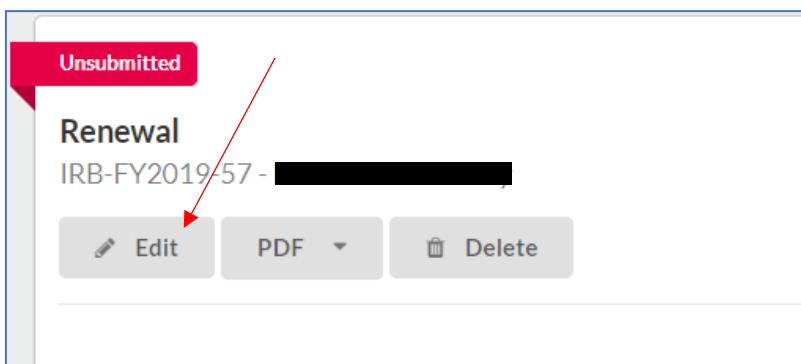 Unsubmitted
Renewal
IRB-FY2019-57 -
Edit PDF Delete